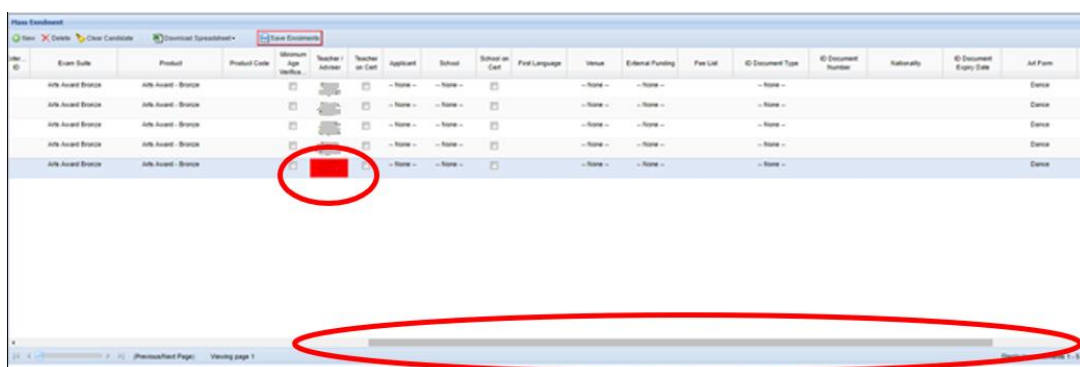 Mass Enrolment
New Delete Clear Candidate Download Spreadsheet Save Enrolments
ID Exam Suite Product Product Code Minimum Age Verifica... Teacher / Adviser Teacher on Cert Applicant School School on Cert First Language Venue External Funding Fee List ID Document Type ID Document Number Nationality ID Document Expiry Date Art Form
Arts Award Bronze Arts Award - Bronze -- None -- -- None -- -- None -- -- None -- -- None -- Dance
Arts Award Bronze Arts Award - Bronze -- None -- -- None -- -- None -- -- None -- -- None -- Dance
Arts Award Bronze Arts Award - Bronze -- None -- -- None -- -- None -- -- None -- -- None -- Dance
Arts Award Bronze Arts Award - Bronze -- None -- -- None -- -- None -- -- None -- -- None -- Dance
Arts Award Bronze Arts Award - Bronze -- None -- -- None -- -- None -- -- None -- -- None -- Dance
(Previous/Next Page) Viewing page 1